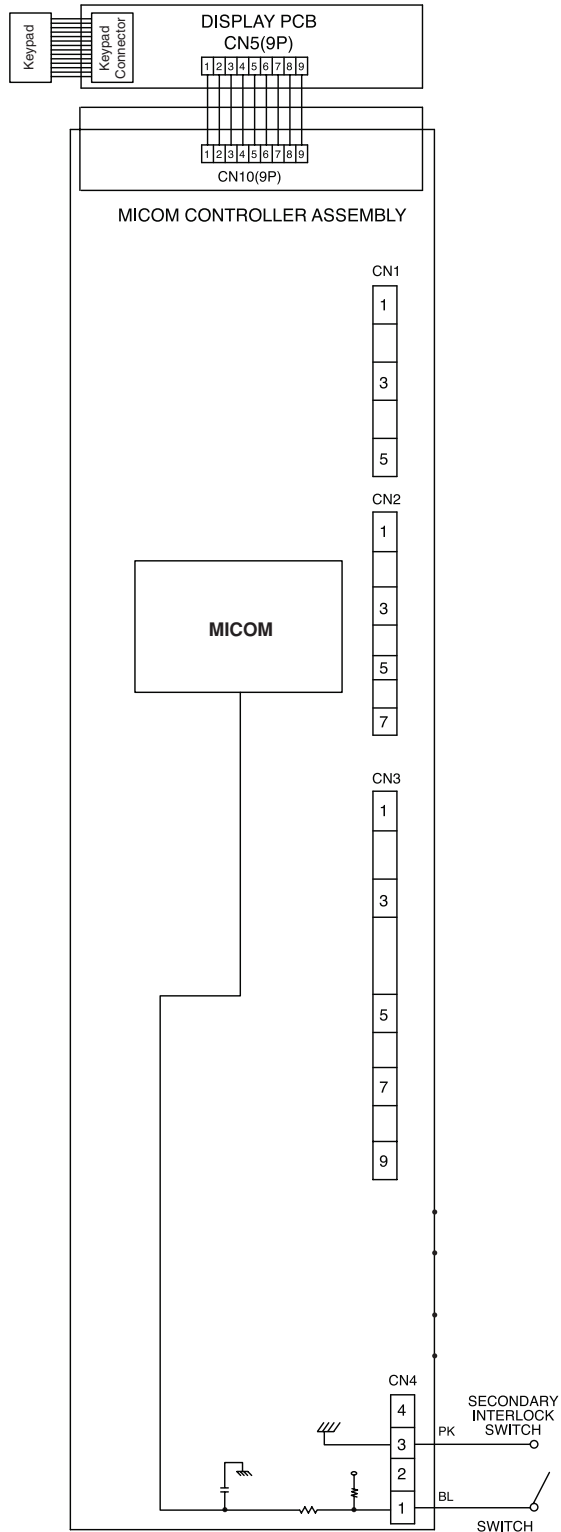 DISPLAY PCB
CN5(9P)
Keypad
Keypad
Connector
1 2 3 4 5 6 7 8 9
1 2 3 4 5 6 7 8 9
CN10(9P)
MICOM CONTROLLER ASSEMBLY
CN1
1
3
5
CN2
1
3
5
7
MICOM
CN3
1
3
5
7
9
CN4
4
3
2
1
SECONDARY
INTERLOCK
SWITCH
PK
BL
SWITCH